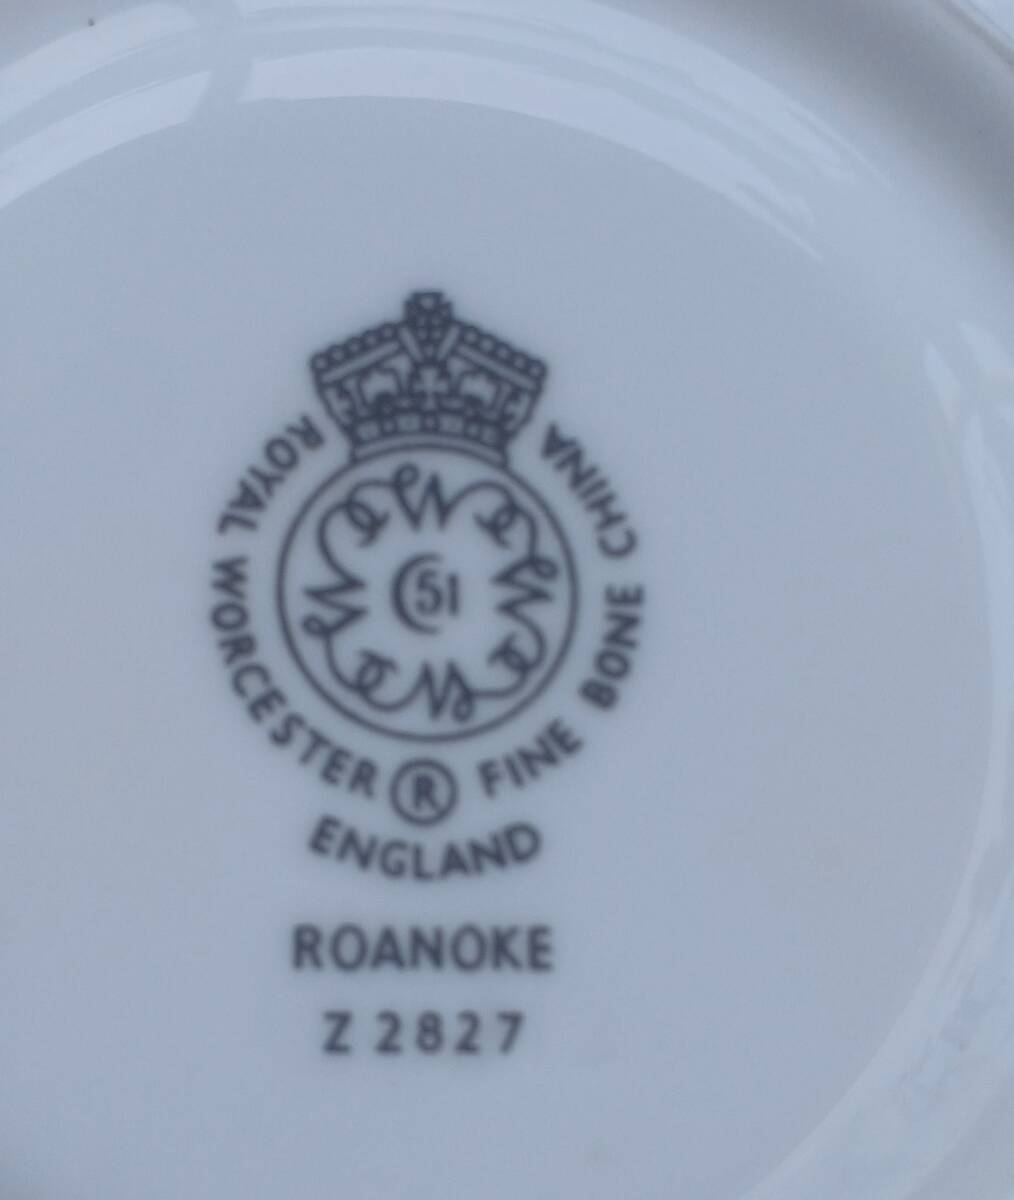 ROYAL WORCESTER ® FINE BONE CHINA
51
ENGLAND
ROANOKE
Z 2827